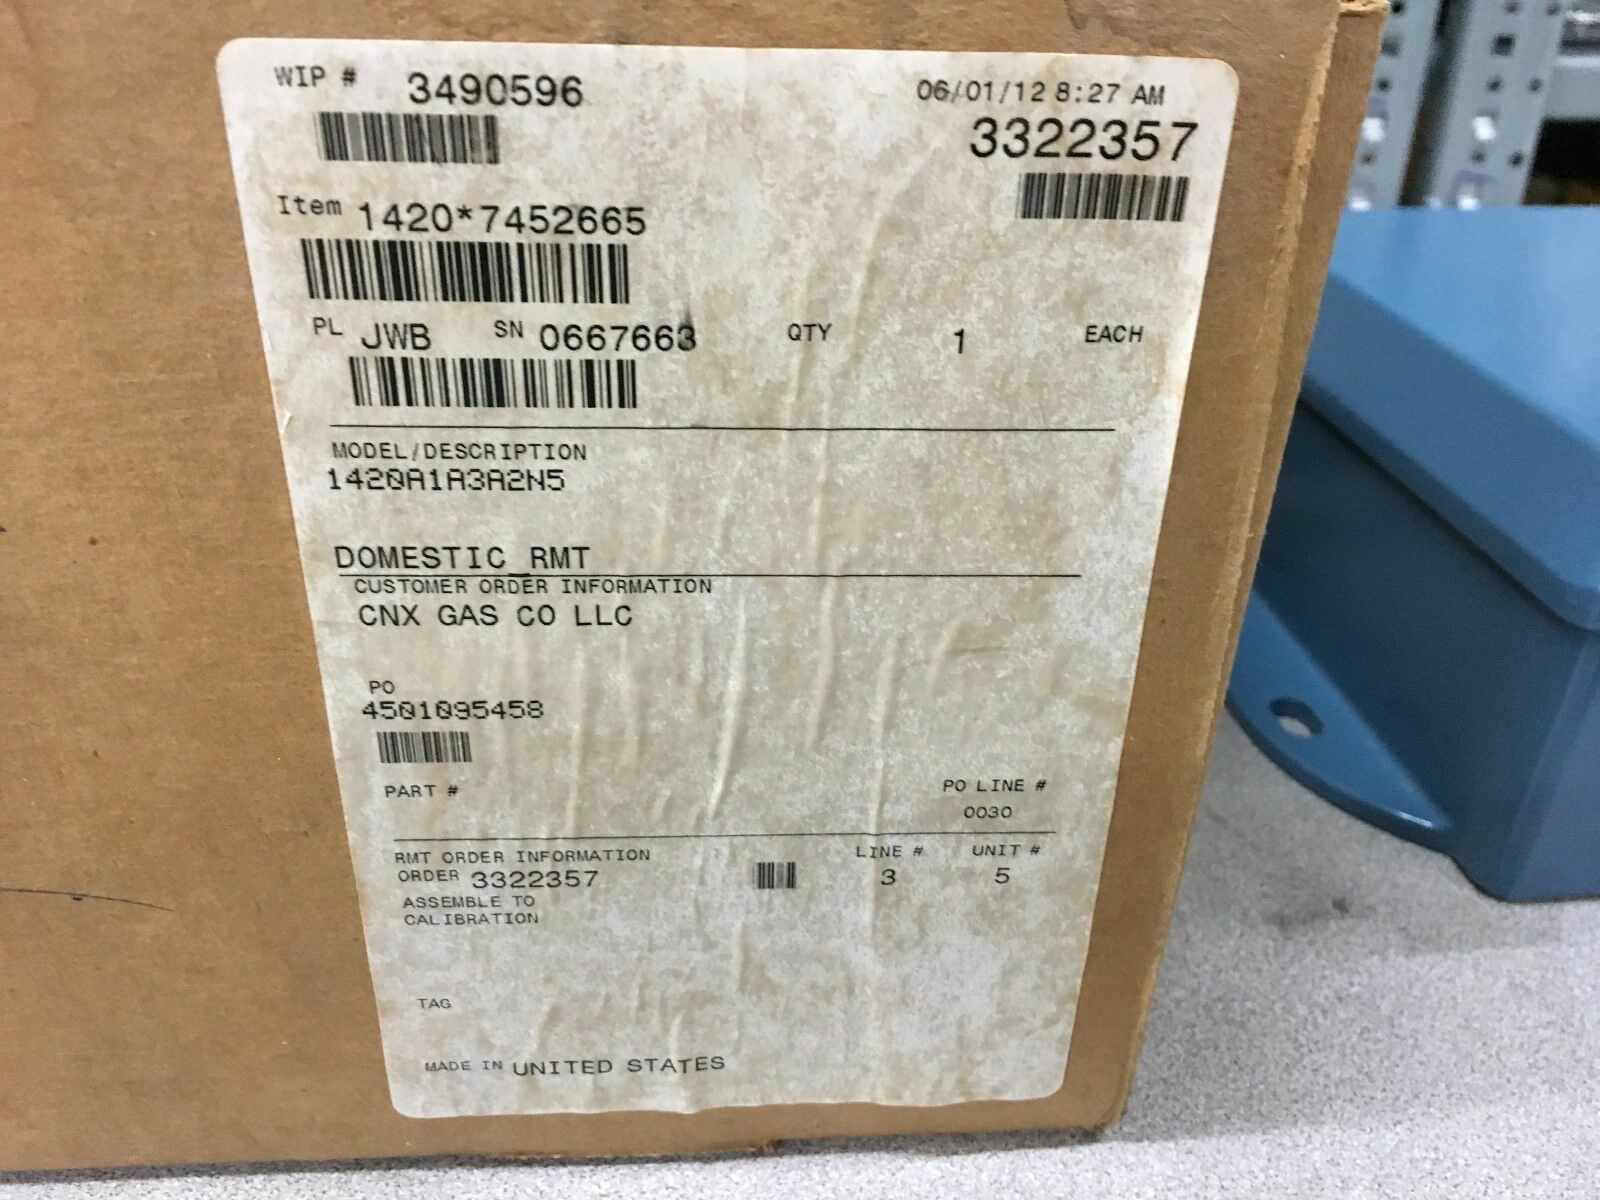 WIP # 3490596 06/01/12 8:27 AM
3322357
Item 1420*7452665
PL JWB SN 0667663 QTY 1 EACH
MODEL/DESCRIPTION
1420A1A3A2N5
DOMESTIC_RMT
CUSTOMER ORDER INFORMATION
CNX GAS CO LLC
PO
4501095458
PART # PO LINE #
0030
RMT ORDER INFORMATION LINE # UNIT #
ORDER 3322357 3 5
ASSEMBLE TO
CALIBRATION
TAG
MADE IN UNITED STATES